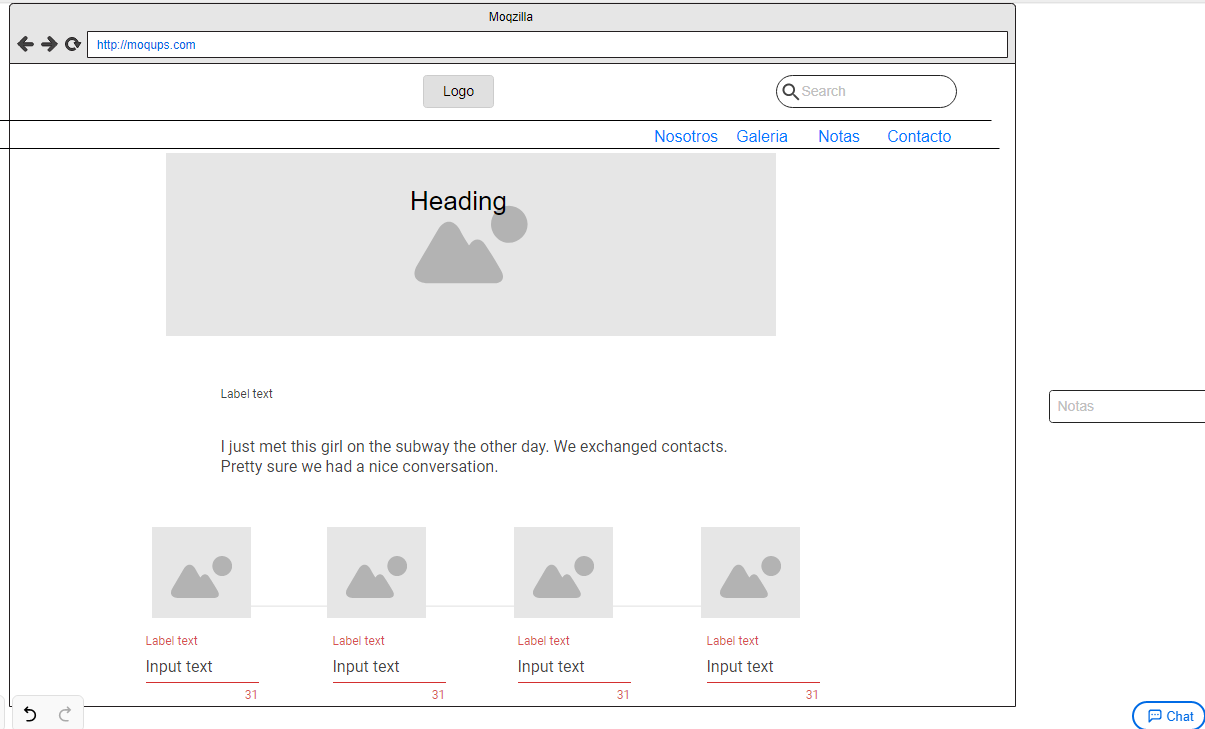 Moqzilla
http://moqups.com
Logo
Search
Nosotros Galeria Notas Contacto
Heading
Label text
Notas
I just met this girl on the subway the other day. We exchanged contacts.
Pretty sure we had a nice conversation.
Label text Label text Label text Label text
Input text Input text Input text Input text
31 31 31 31
Chat